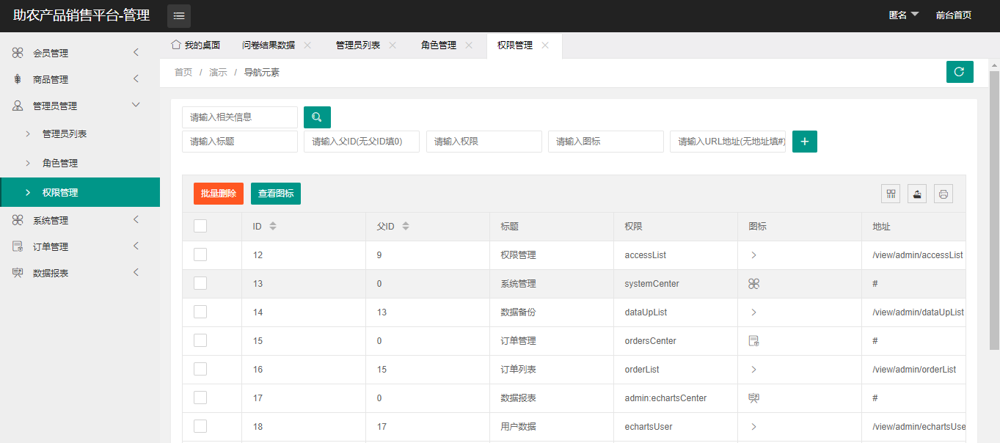 助农产品销售平台-管理
匿名 前台首页
会员管理
商品管理
管理员管理
管理员列表
角色管理
权限管理
系统管理
订单管理
数据报表
我的桌面 问卷结果数据 管理员列表 角色管理 权限管理
首页 / 演示 / 导航元素
请输入相关信息
请输入标题 请输入父ID(无父ID填0) 请输入权限 请输入图标 请输入URL地址(无地址填#)
批量删除 查看图标
ID 父ID 标题 权限 图标 地址
12 9 权限管理 accessList /view/admin/accessList
13 0 系统管理 systemCenter #
14 13 数据备份 dataUpList /view/admin/dataUpList
15 0 订单管理 ordersCenter #
16 15 订单列表 orderList /view/admin/orderList
17 0 数据报表 admin:echartsCenter #
18 17 用户数据 echartsUser /view/admin/echartsUse